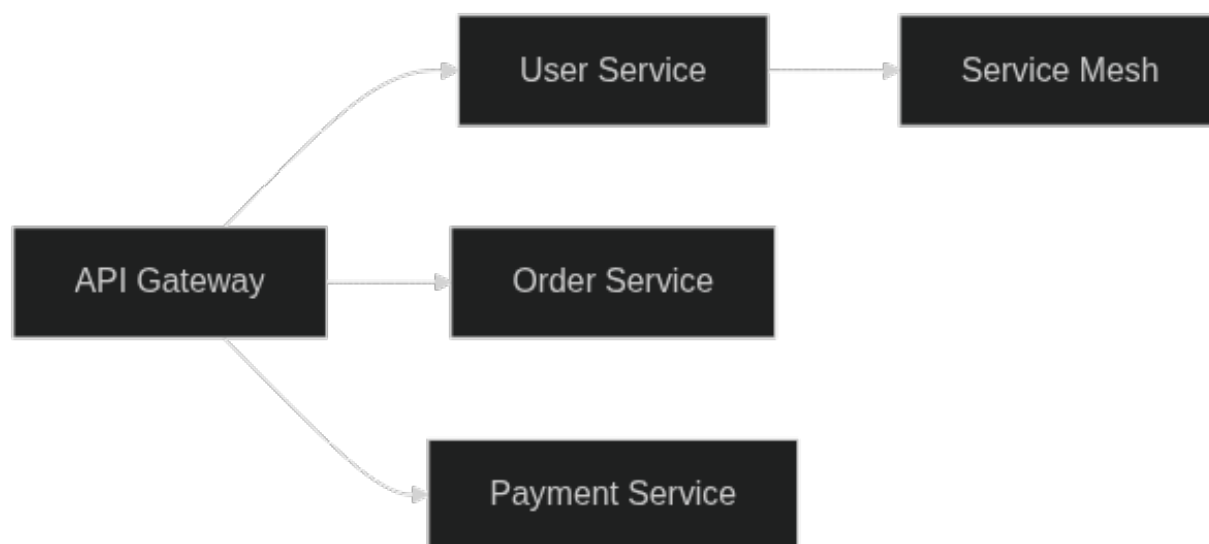 User Service
Service Mesh
API Gateway
Order Service
Payment Service